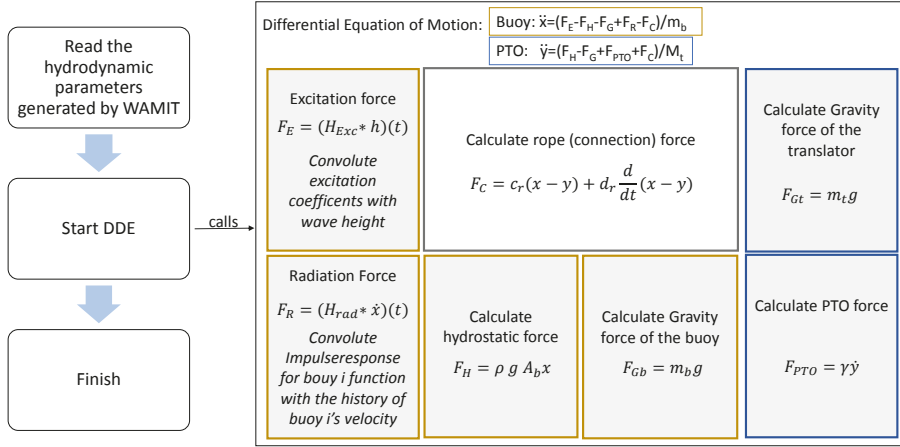 Read the
hydrodynamic
parameters
generated by WAMIT
Start DDE
Finish
calls
Differential Equation of Motion:
Buoy: ẍ=(F_E-F_H-F_G+F_R-F_C)/m_b
PTO: ÿ=(F_H-F_G+F_PTO+F_C)/M_t
Excitation force
F_E = (H_Exc * h)(t)
Convolute
excitation
coefficents with
wave height
Calculate rope (connection) force
F_C = c_r(x − y) + d_r d/dt (x − y)
Calculate Gravity
force of the
translator
F_Gt = m_t g
Radiation Force
F_R = (H_rad * ẋ)(t)
Convolute
Impulseresponse
for bouy i function
with the history of
buoy i's velocity
Calculate
hydrostatic force
F_H = ρ g A_b x
Calculate Gravity
force of the buoy
F_Gb = m_b g
Calculate PTO force
F_PTO = γẏ